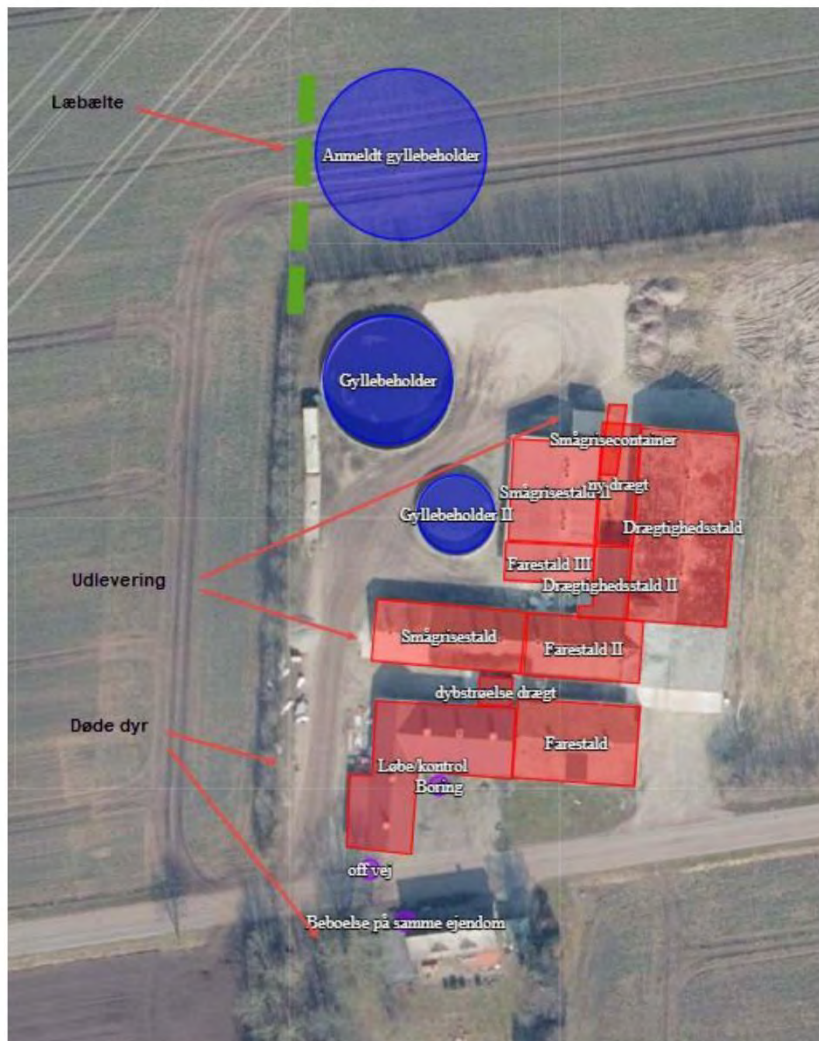 Læbælte
Anmeldt gyllebeholder
Gyllebeholder
Smågrisecontainer
ny drægt
Smågrisestald II
Gyllebeholder II
Drægtighedsstald
Farestald III
Udlevering
Drægtighedsstald II
Smågrisestald
Farestald II
dybstrøelse drægt
Døde dyr
Farestald
Løbe/kontrol
Boring
off vej
Beboelse på samme ejendom